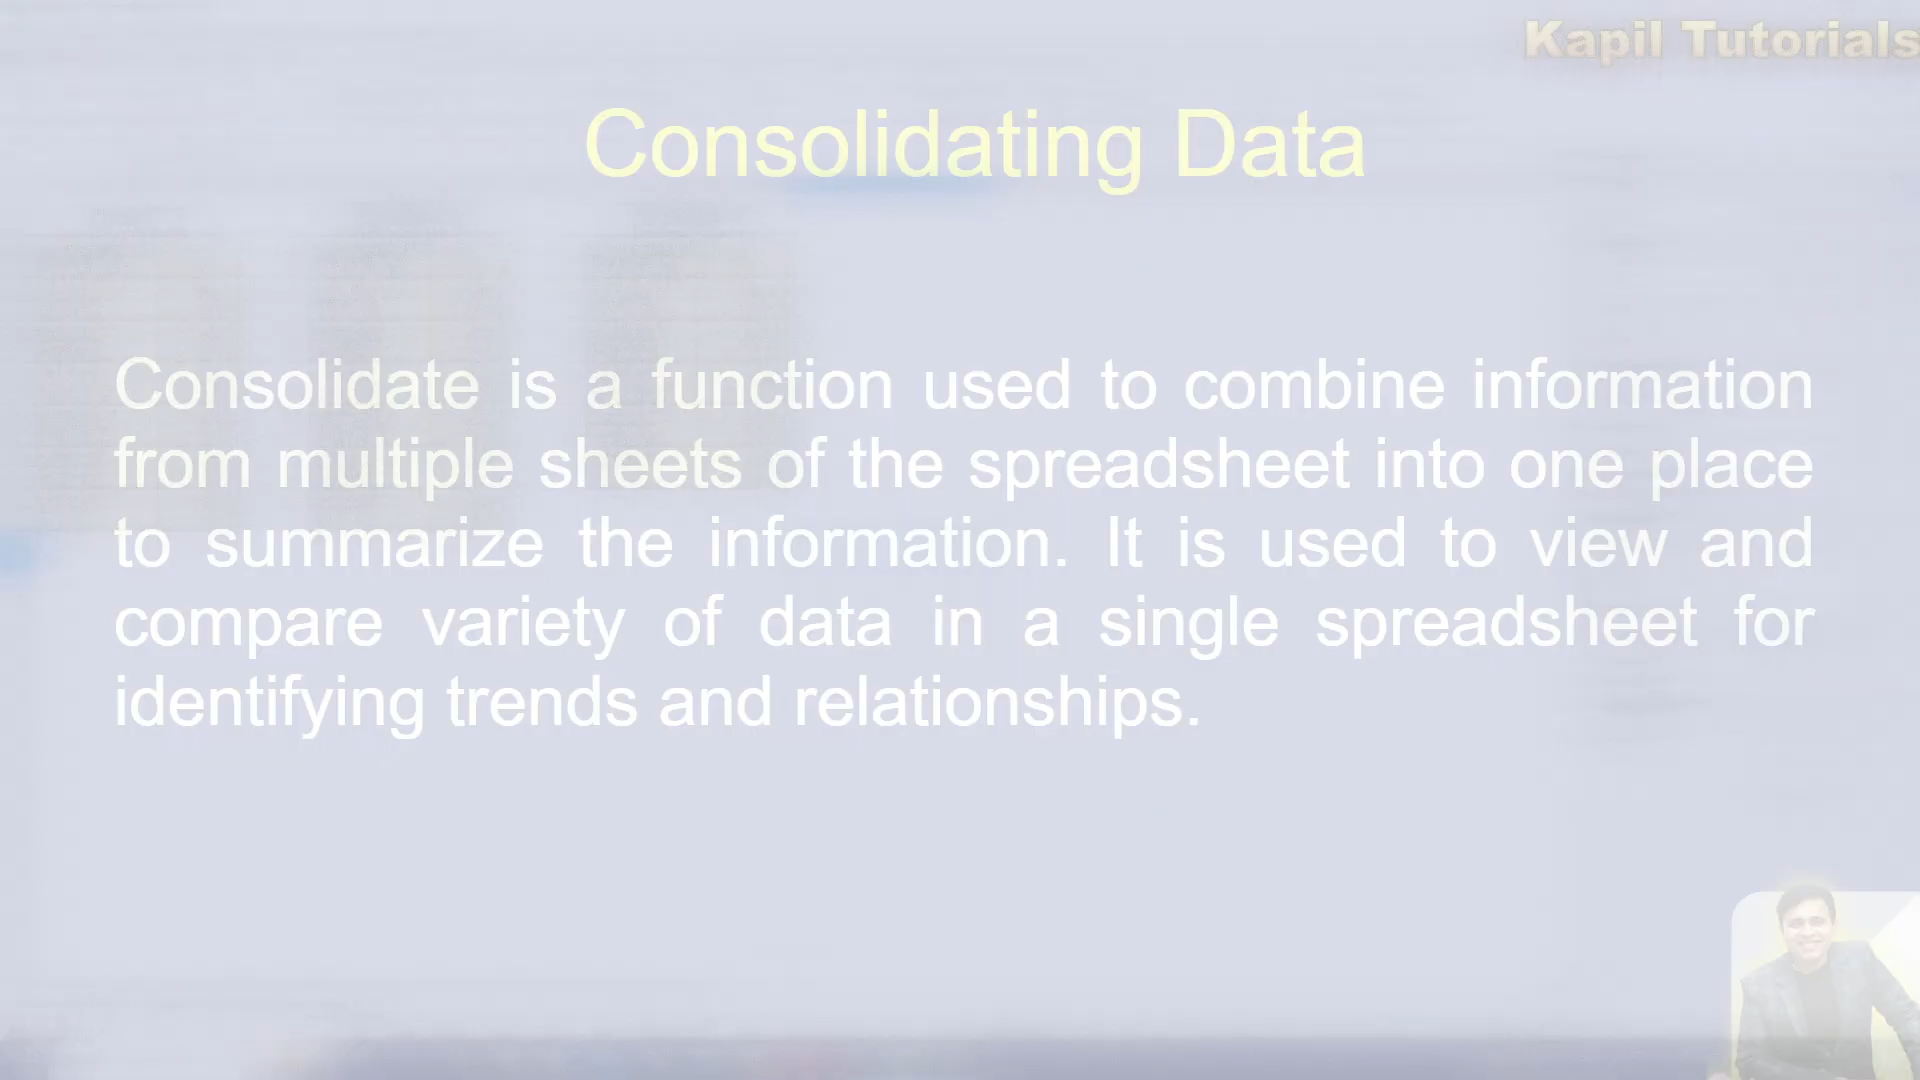 Kapil Tutorials
Consolidating Data
Consolidate is a function used to combine information
from multiple sheets of the spreadsheet into one place
to summarize the information. It is used to view and
compare variety of data in a single spreadsheet for
identifying trends and relationships.